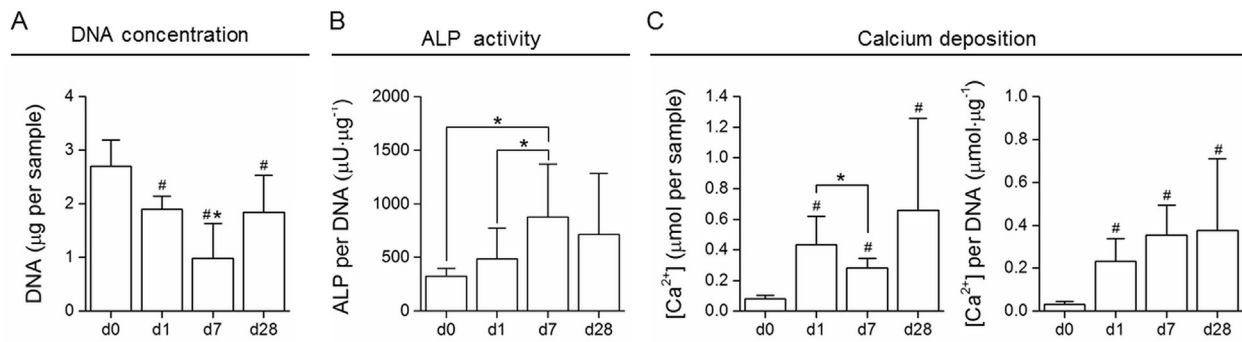 A
DNA concentration
DNA (µg per sample)
4
3
2
1
0
#
#*
#
d0 d1 d7 d28
B
ALP activity
ALP per DNA (µU·µg⁻¹)
2000
1500
1000
500
0
*
*
d0 d1 d7 d28
C
Calcium deposition
[Ca²⁺] (µmol per sample)
1.4
1.2
1.0
0.8
0.6
0.4
0.2
0.0
#
*
#
#
d0 d1 d7 d28
[Ca²⁺] per DNA (µmol·µg⁻¹)
1.0
0.8
0.6
0.4
0.2
0.0
#
#
#
d0 d1 d7 d28